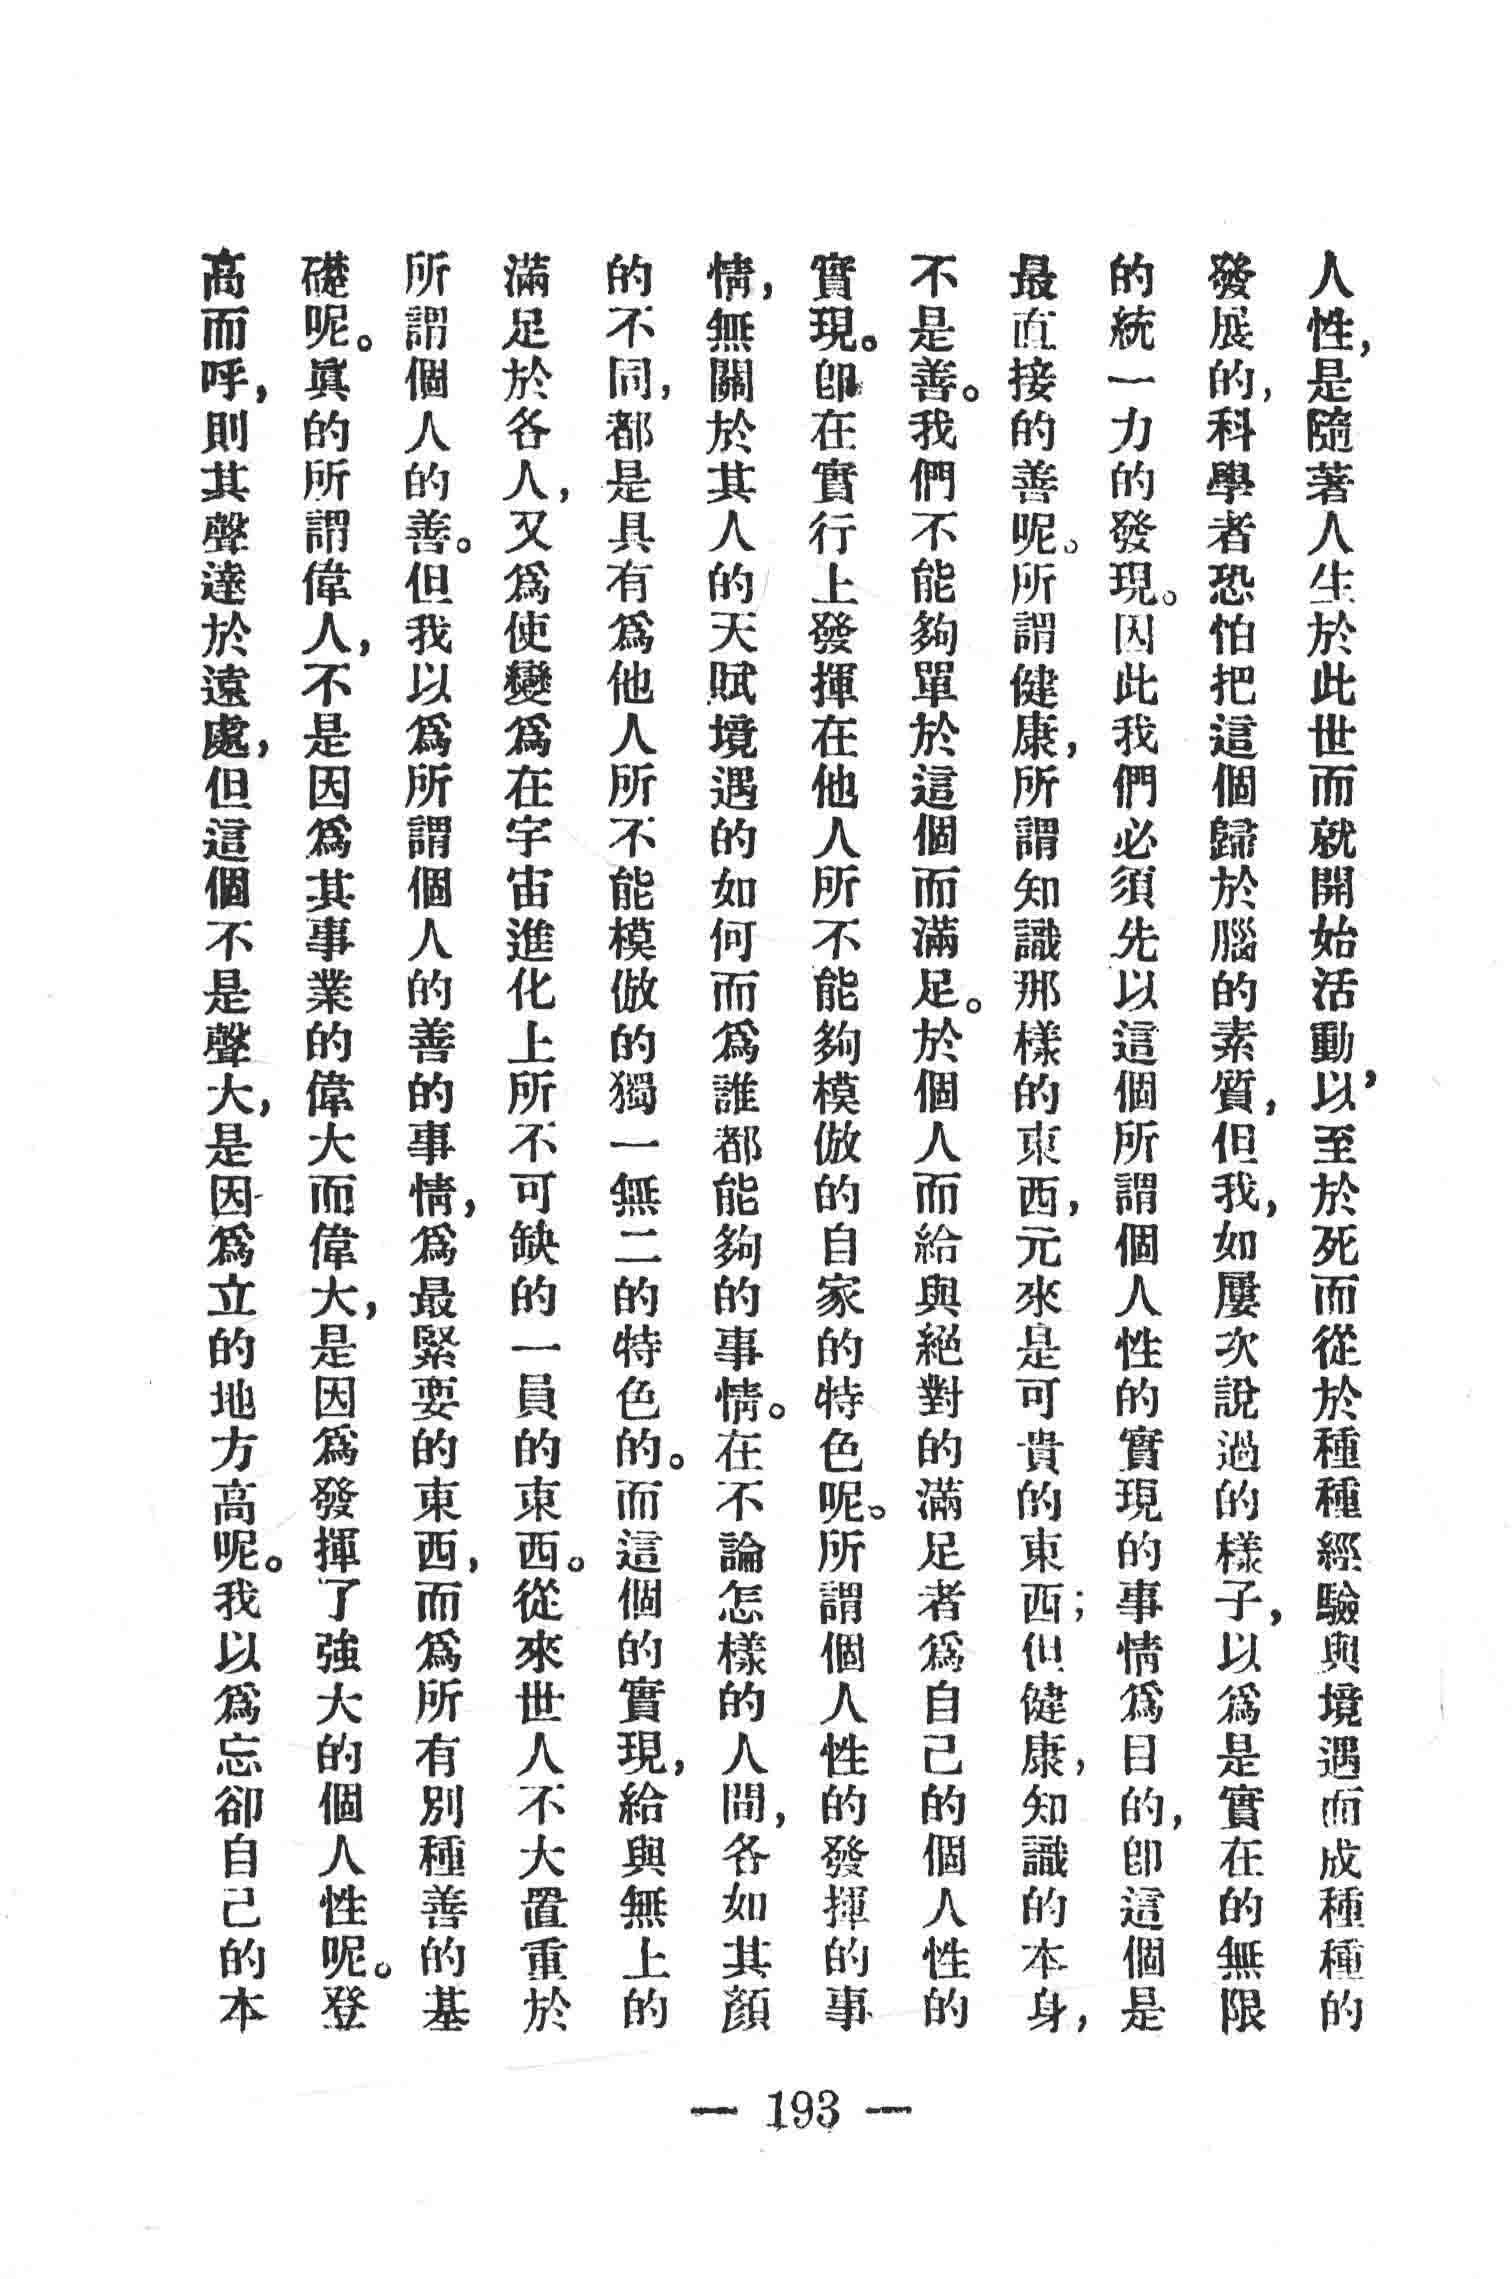 人性，是隨著人生於此世而就開始活動，以至於死而從於種種經驗與境遇而成種種的
發展的，科學者恐怕把這個歸於腦的素質，但我，如屢次說過的樣子，以爲是實在的無限
的統一力的發現。因此我們必須先以這個所謂個人性的實現的事情爲目的，卽這個是
最直接的善呢。所謂健康，所謂知識那樣的東西，元來是可貴的東西；但健康，知識的本身，
不是善。我們不能夠單於這個而滿足。於個人而給與絕對的滿足者爲自己的個人性的
實現。卽在實行上發揮在他人所不能夠模倣的自家的特色呢。所謂個人性的發揮的事
情，無關於其人的天賦境遇的如何而爲誰都能夠的事情。在不論怎樣的人間，各如其顏
的不同，都是具有爲他人所不能模倣的獨一無二的特色的。而這個的實現，給與無上的
滿足於各人，又爲使變爲在宇宙進化上所不可缺的一員的東西。從來世人不大置重於
所謂個人的善。但我以爲所謂個人的善的事情，爲最緊要的東西，而爲所有別種善的基
礎呢。眞的所謂偉人，不是因爲其事業的偉大而偉大，是因爲發揮了強大的個人性呢。登
高而呼，則其聲達於遠處，但這個不是聲大，是因爲立的地方高呢。我以爲忘卻自己的本
— 193 —